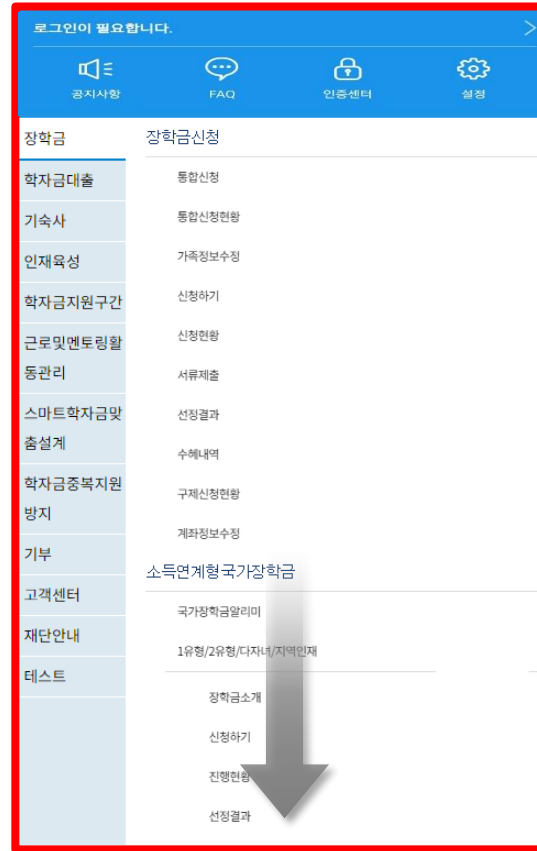 로그인이 필요합니다.
공지사항
FAQ
인증센터
설정
장학금
학자금대출
기숙사
인재육성
학자금지원구간
근로및멘토링활
동관리
스마트학자금맞
춤설계
학자금중복지원
방지
기부
고객센터
재단안내
테스트
장학금신청
통합신청
통합신청현황
가족정보수정
신청하기
신청현황
서류제출
선정결과
수혜내역
구제신청현황
계좌정보수정
소득연계형국가장학금
국가장학금알리미
1유형/2유형/다자녀/지역인재
장학금소개
신청하기
진행현황
선정결과